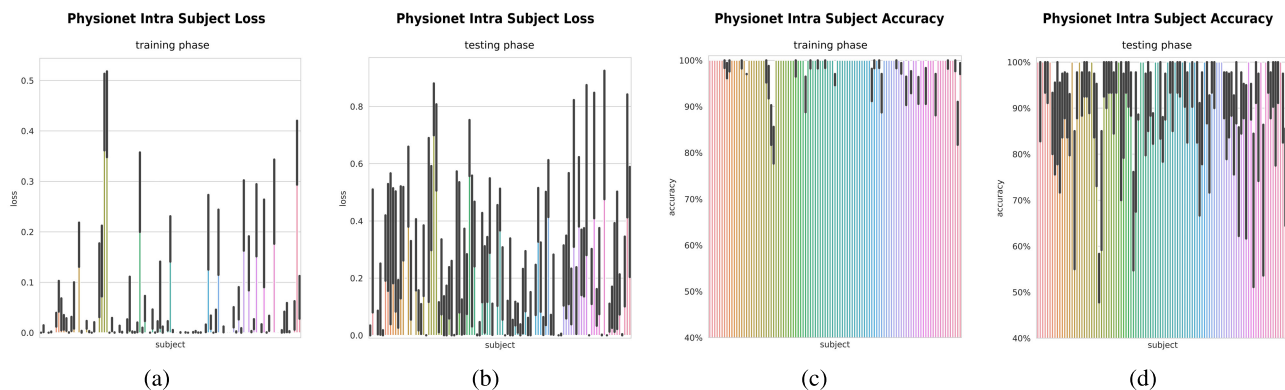 Physionet Intra Subject Loss
training phase
0.5
0.4
0.3
0.2
0.1
0.0
loss
subject
(a)
Physionet Intra Subject Loss
testing phase
0.8
0.6
0.4
0.2
0.0
loss
subject
(b)
Physionet Intra Subject Accuracy
training phase
100%
90%
80%
70%
60%
50%
40%
accuracy
subject
(c)
Physionet Intra Subject Accuracy
testing phase
100%
90%
80%
70%
60%
50%
40%
accuracy
subject
(d)